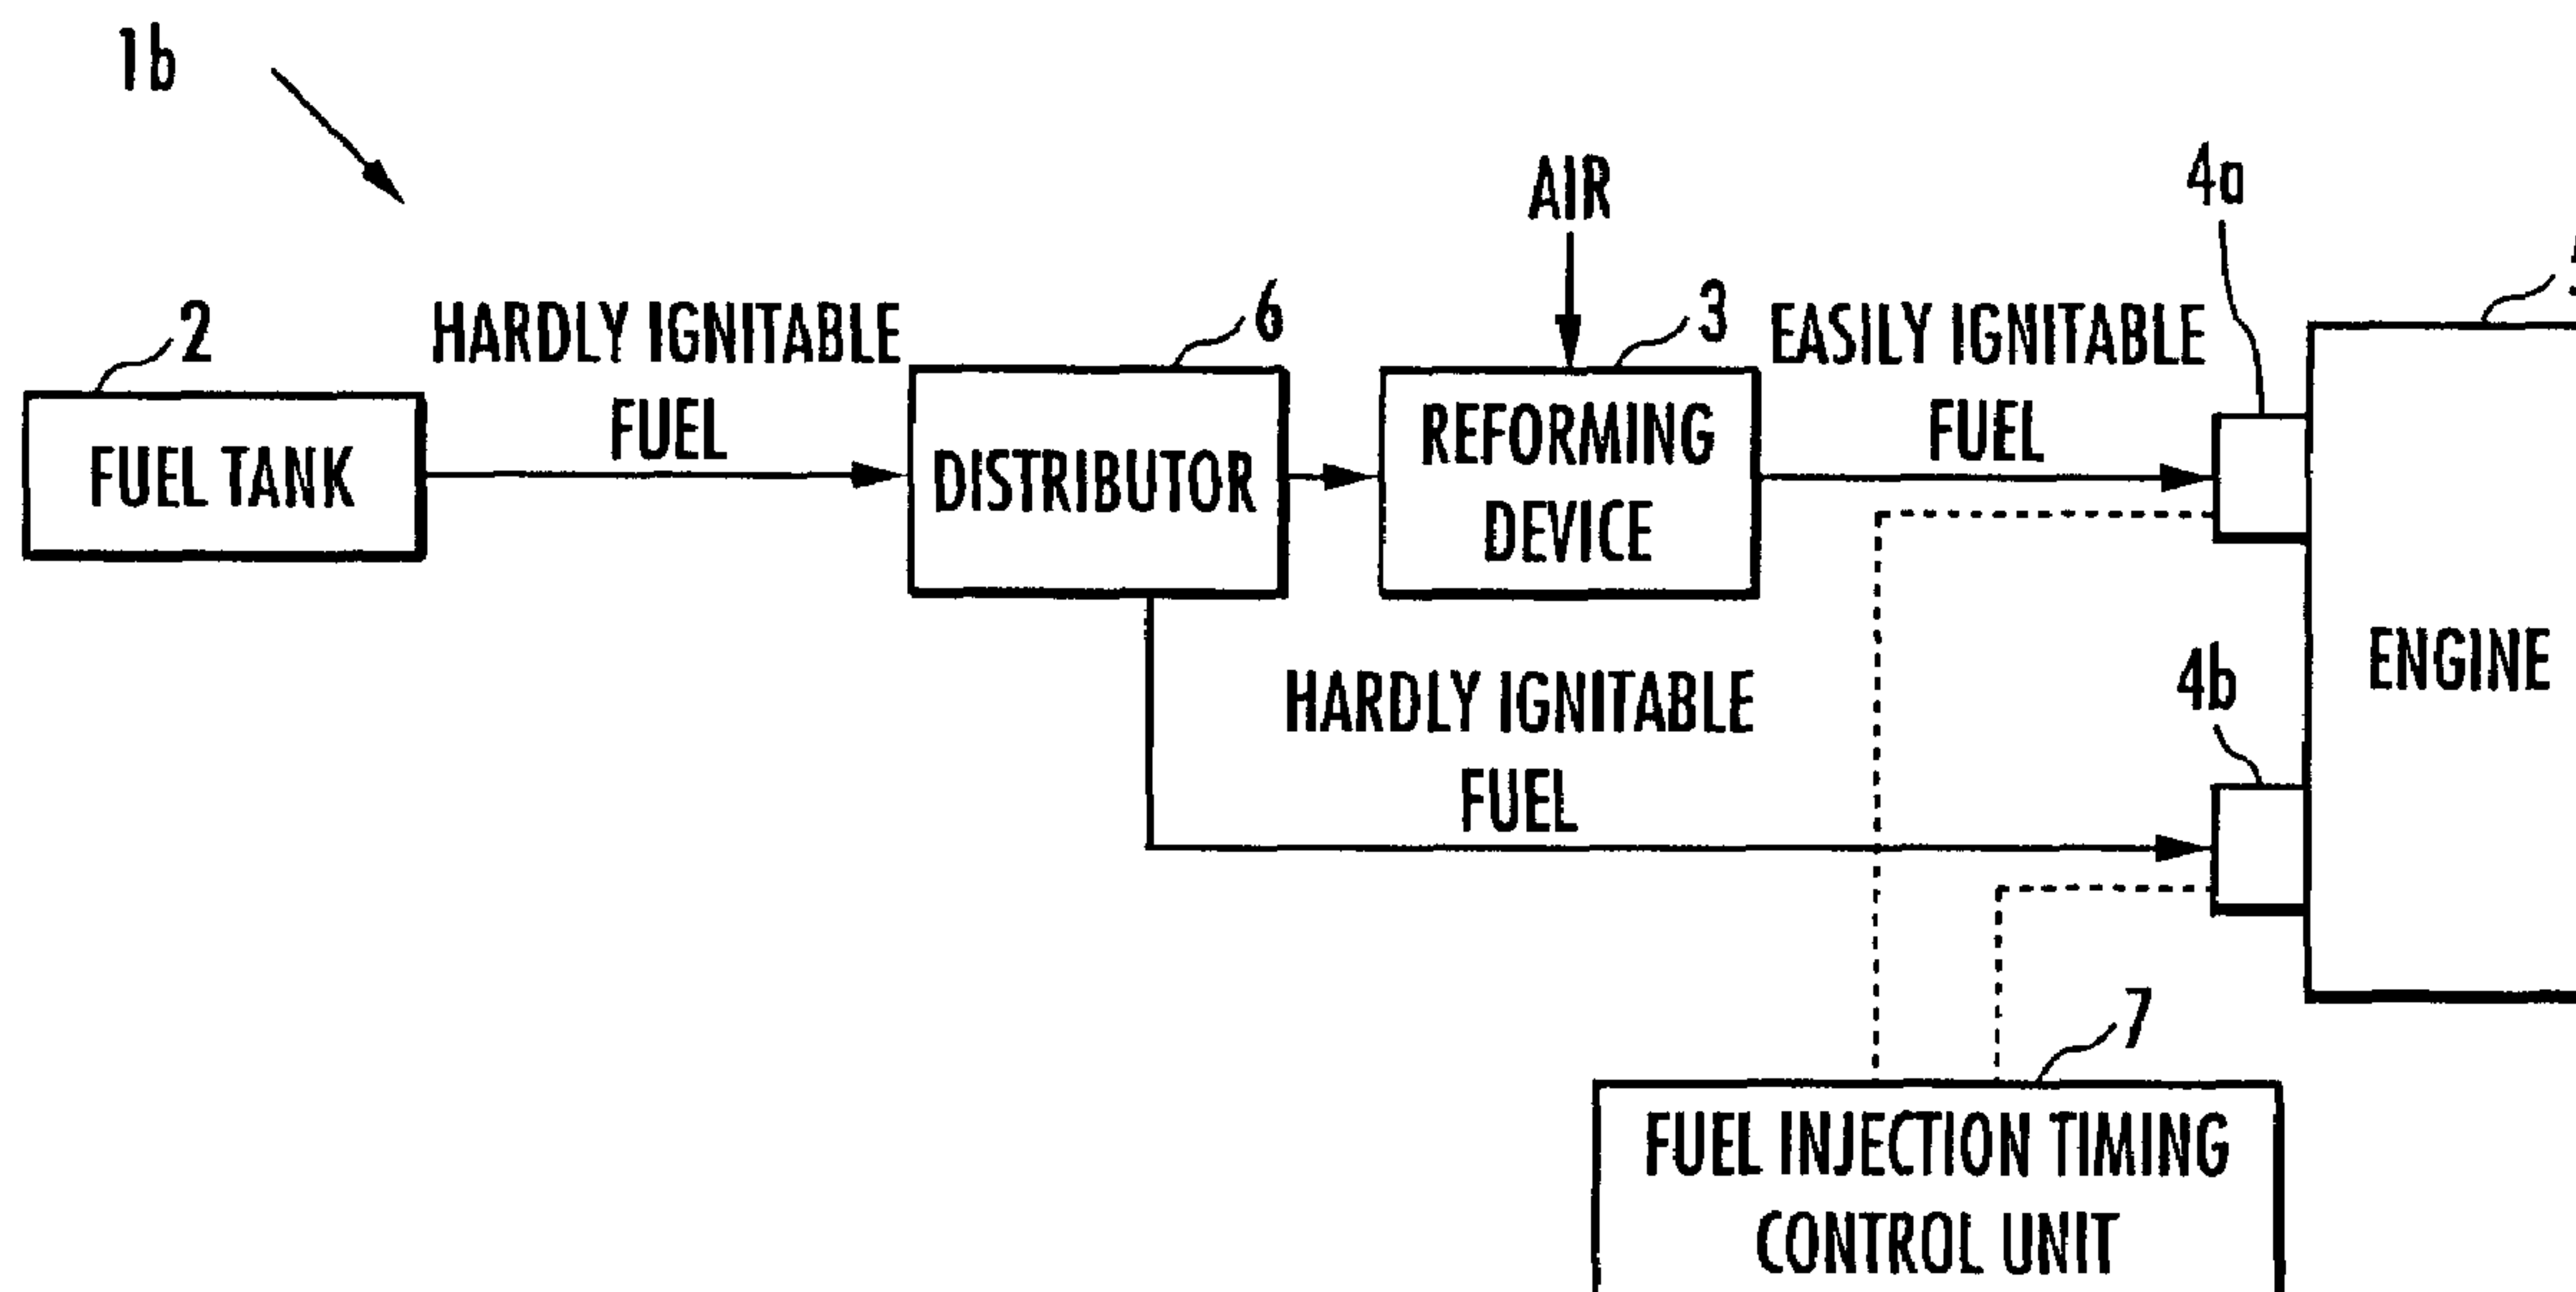 1b
AIR
4a
2
HARDLY IGNITABLE
FUEL
6
3
EASILY IGNITABLE
FUEL
FUEL TANK
DISTRIBUTOR
REFORMING
DEVICE
HARDLY IGNITABLE
FUEL
4b
ENGINE
7
FUEL INJECTION TIMING
CONTROL UNIT